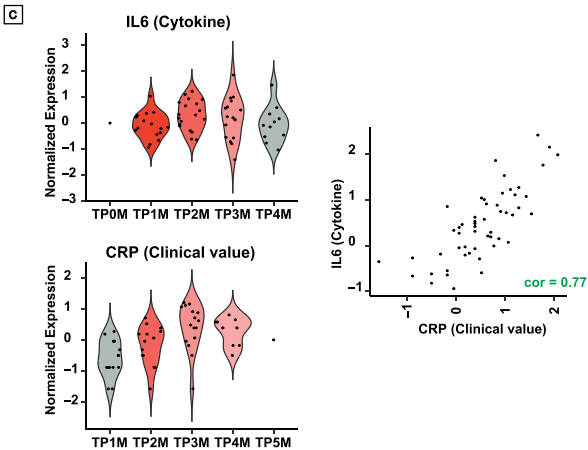 C
IL6 (Cytokine)
Normalized Expression
3
2
1
0
−1
−2
−3
TP0M TP1M TP2M TP3M TP4M
CRP (Clinical value)
Normalized Expression
2
1
0
−1
−2
TP1M TP2M TP3M TP4M TP5M
IL6 (Cytokine)
2
1
0
−1
cor = 0.77
−1 0 1 2
CRP (Clinical value)